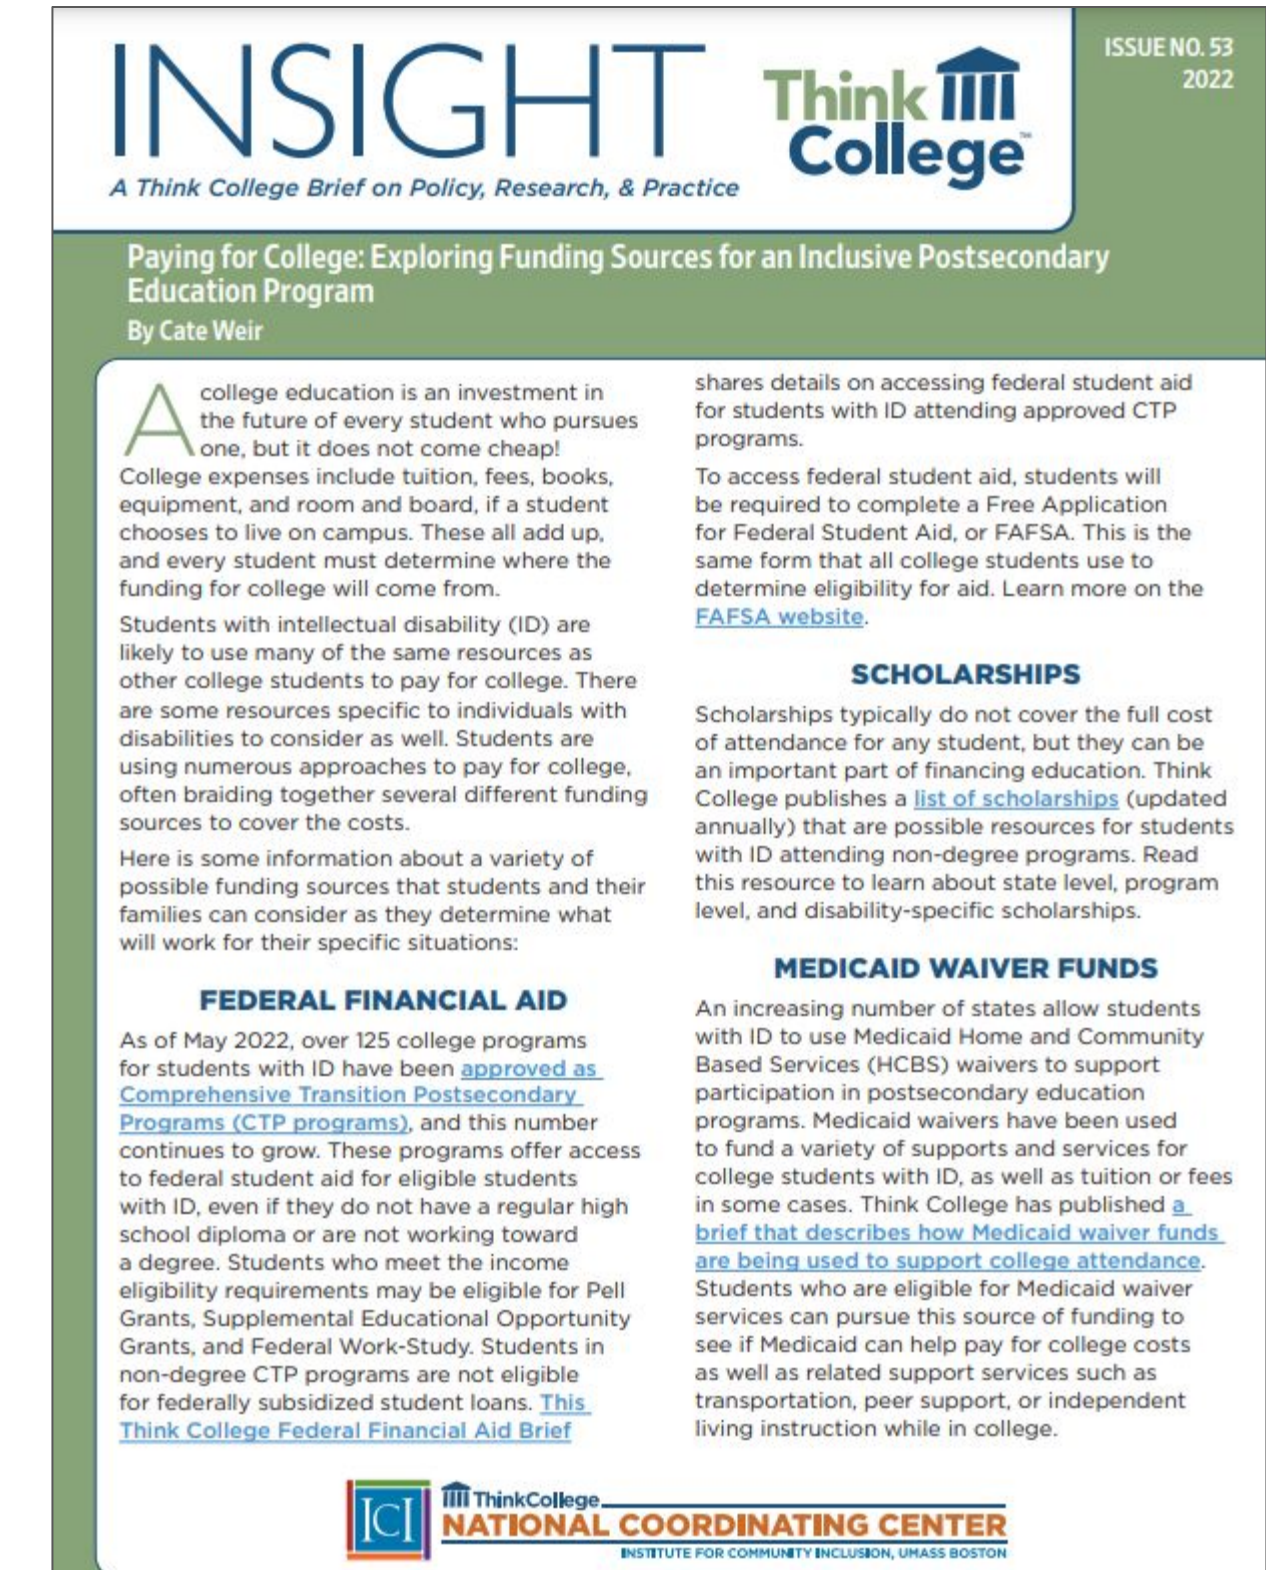 INSIGHT
A Think College Brief on Policy, Research, & Practice
Think
College™
ISSUE NO. 53
2022
Paying for College: Exploring Funding Sources for an Inclusive Postsecondary
Education Program
By Cate Weir
A college education is an investment in
the future of every student who pursues
one, but it does not come cheap!
College expenses include tuition, fees, books,
equipment, and room and board, if a student
chooses to live on campus. These all add up,
and every student must determine where the
funding for college will come from.
Students with intellectual disability (ID) are
likely to use many of the same resources as
other college students to pay for college. There
are some resources specific to individuals with
disabilities to consider as well. Students are
using numerous approaches to pay for college,
often braiding together several different funding
sources to cover the costs.
Here is some information about a variety of
possible funding sources that students and their
families can consider as they determine what
will work for their specific situations:
FEDERAL FINANCIAL AID
As of May 2022, over 125 college programs
for students with ID have been approved as
Comprehensive Transition Postsecondary
Programs (CTP programs), and this number
continues to grow. These programs offer access
to federal student aid for eligible students
with ID, even if they do not have a regular high
school diploma or are not working toward
a degree. Students who meet the income
eligibility requirements may be eligible for Pell
Grants, Supplemental Educational Opportunity
Grants, and Federal Work-Study. Students in
non-degree CTP programs are not eligible
for federally subsidized student loans. This
Think College Federal Financial Aid Brief
shares details on accessing federal student aid
for students with ID attending approved CTP
programs.
To access federal student aid, students will
be required to complete a Free Application
for Federal Student Aid, or FAFSA. This is the
same form that all college students use to
determine eligibility for aid. Learn more on the
FAFSA website.
SCHOLARSHIPS
Scholarships typically do not cover the full cost
of attendance for any student, but they can be
an important part of financing education. Think
College publishes a list of scholarships (updated
annually) that are possible resources for students
with ID attending non-degree programs. Read
this resource to learn about state level, program
level, and disability-specific scholarships.
MEDICAID WAIVER FUNDS
An increasing number of states allow students
with ID to use Medicaid Home and Community
Based Services (HCBS) waivers to support
participation in postsecondary education
programs. Medicaid waivers have been used
to fund a variety of supports and services for
college students with ID, as well as tuition or fees
in some cases. Think College has published a
brief that describes how Medicaid waiver funds
are being used to support college attendance.
Students who are eligible for Medicaid waiver
services can pursue this source of funding to
see if Medicaid can help pay for college costs
as well as related support services such as
transportation, peer support, or independent
living instruction while in college.
ICI
ThinkCollege
NATIONAL COORDINATING CENTER
INSTITUTE FOR COMMUNITY INCLUSION, UMASS BOSTON